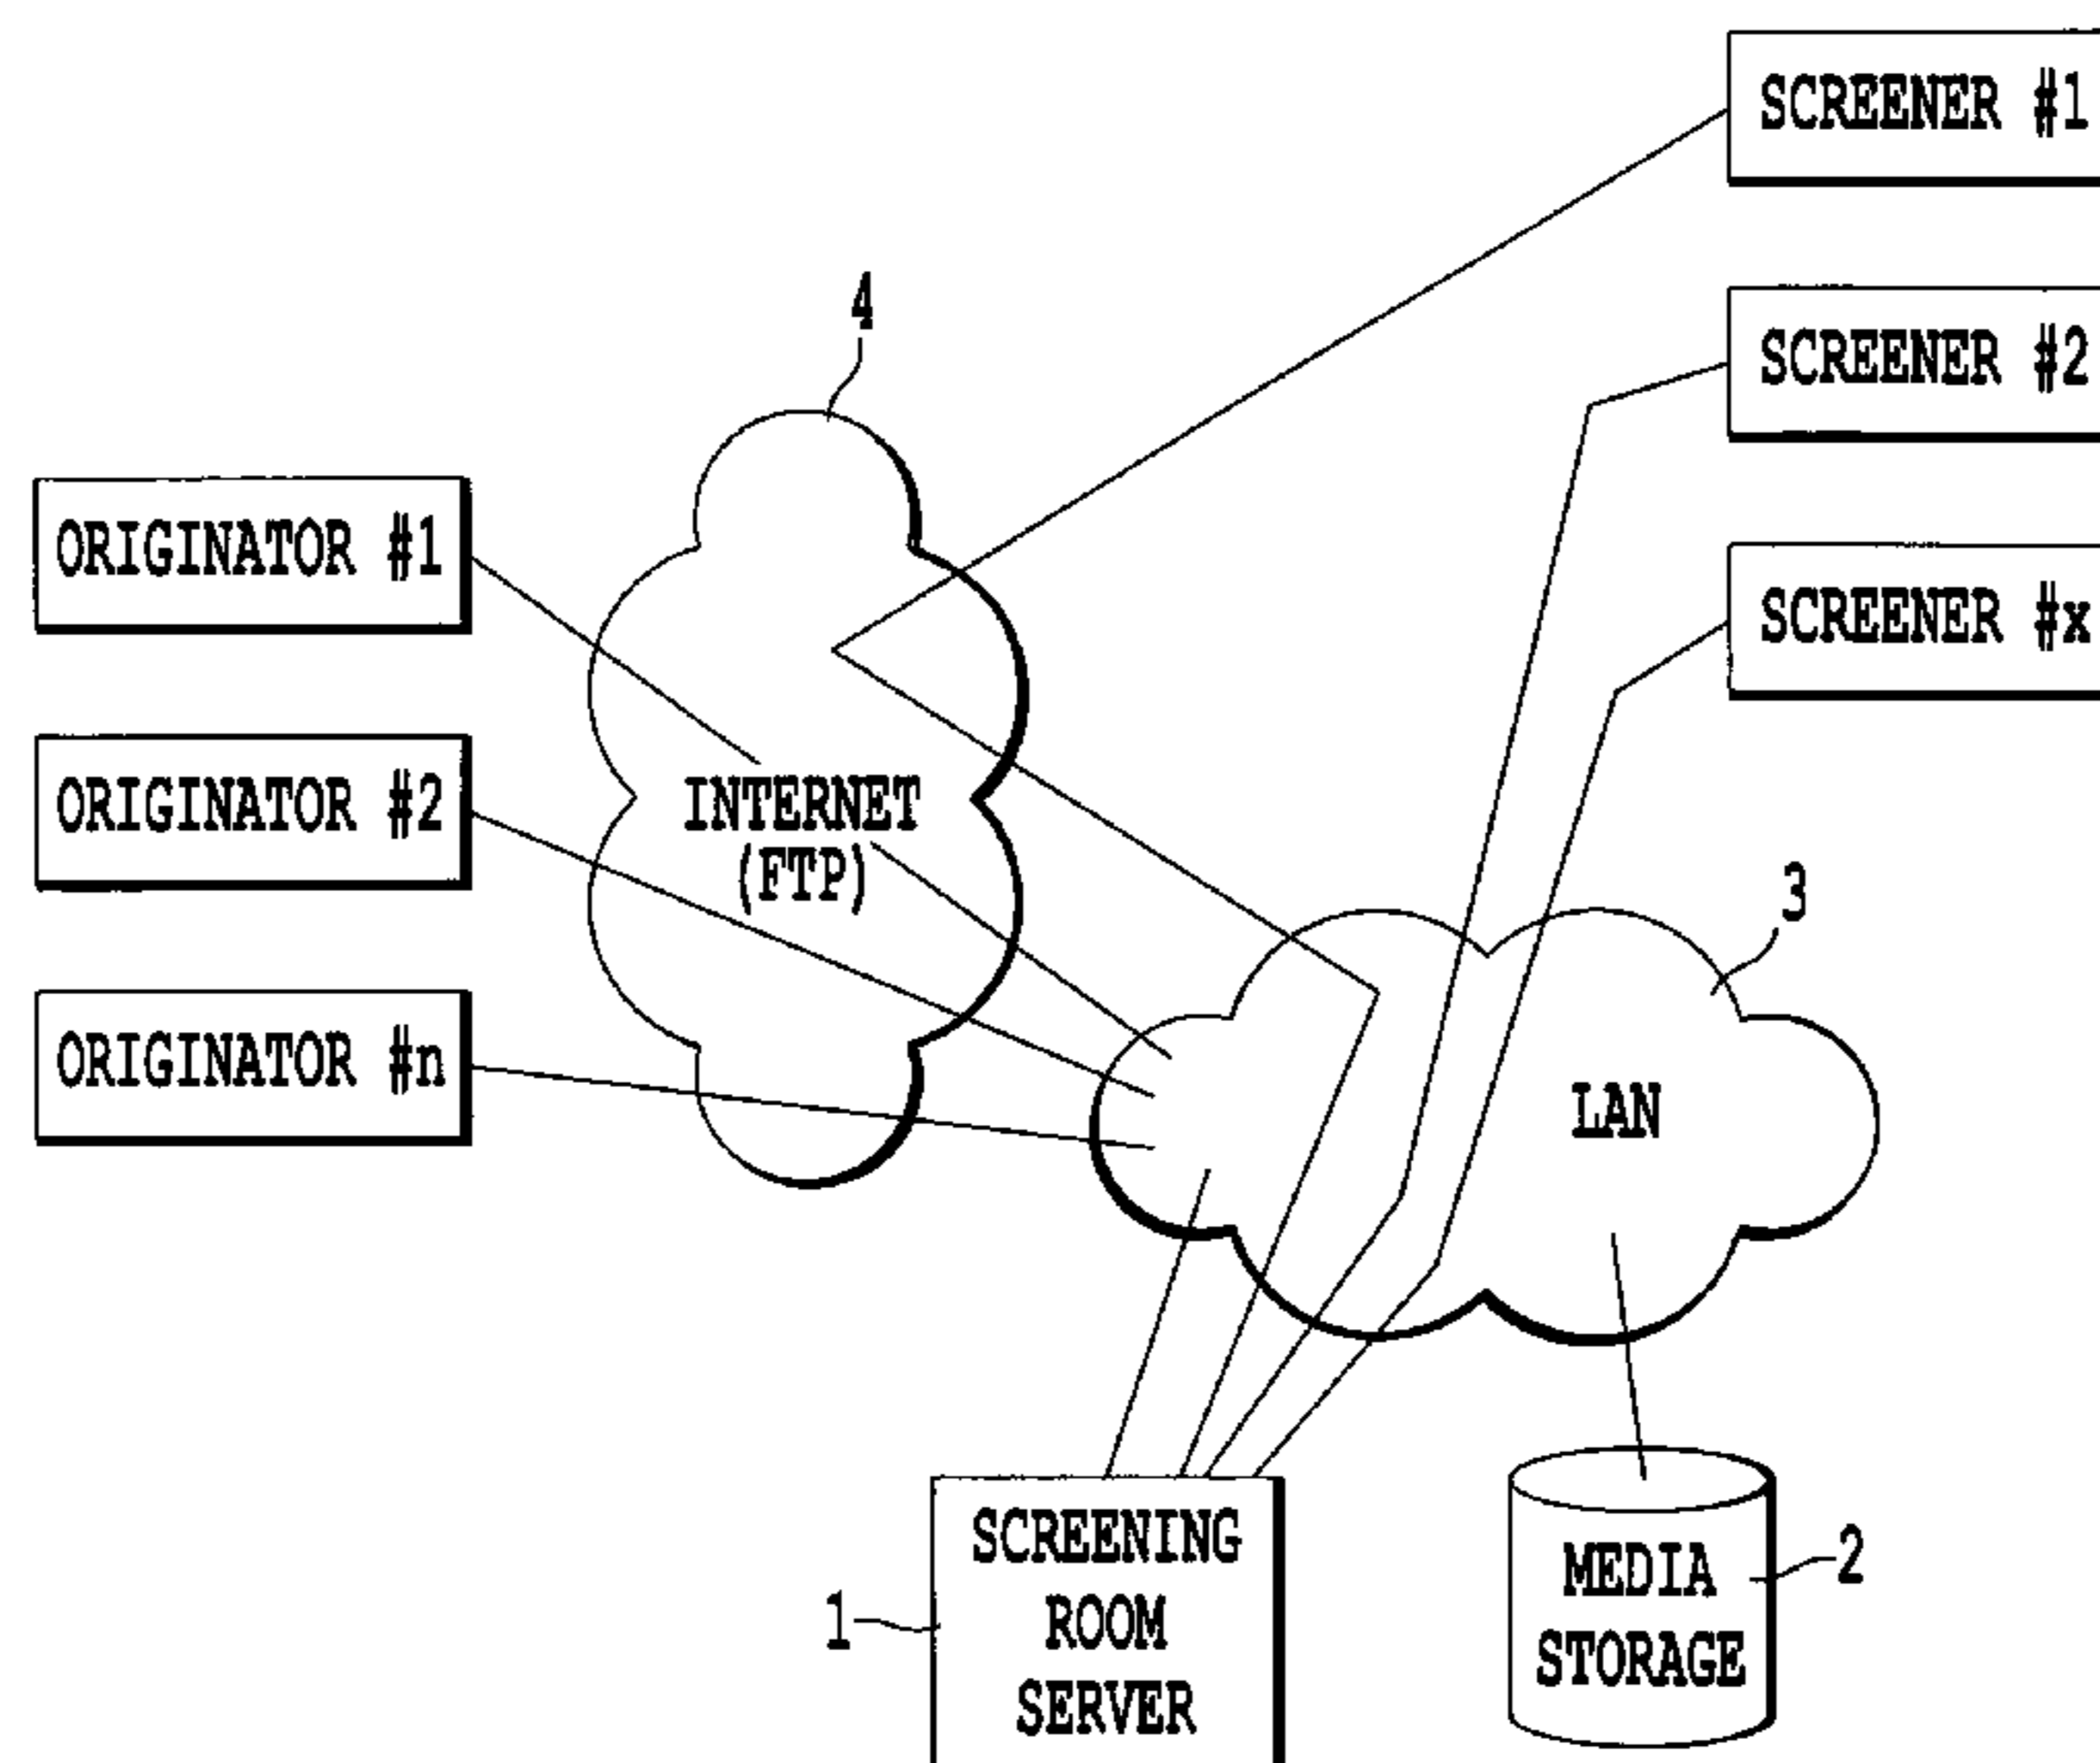 SCREENER #1
SCREENER #2
SCREENER #x
4
ORIGINATOR #1
ORIGINATOR #2
ORIGINATOR #n
INTERNET
(FTP)
3
LAN
SCREENING
ROOM
SERVER
1
MEDIA
STORAGE
2